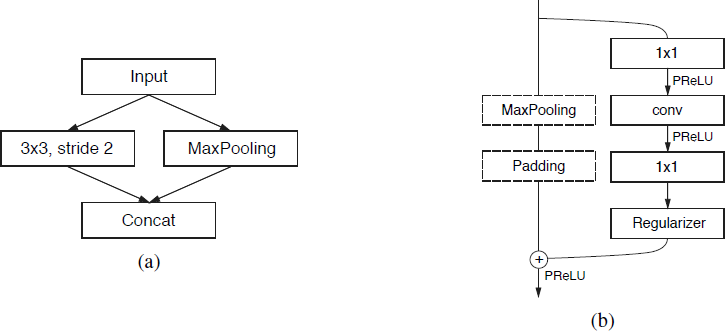 Input
3x3, stride 2
MaxPooling
Concat
(a)
1x1
PReLU
MaxPooling
conv
PReLU
Padding
1x1
Regularizer
+
PReLU
(b)